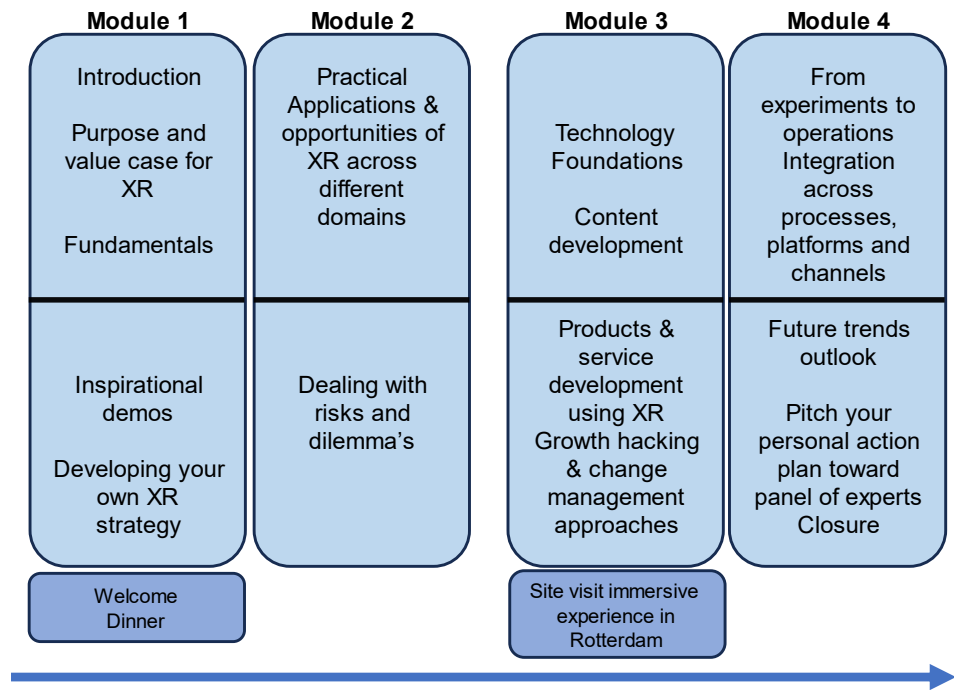 Module 1
Introduction
Purpose and
value case for
XR
Fundamentals
Inspirational
demos
Developing your
own XR
strategy
Welcome
Dinner
Module 2
Practical
Applications &
opportunities of
XR across
different
domains
Dealing with
risks and
dilemma’s
Module 3
Technology
Foundations
Content
development
Products &
service
development
using XR
Growth hacking
& change
management
approaches
Site visit immersive
experience in
Rotterdam
Module 4
From
experiments to
operations
Integration
across
processes,
platforms and
channels
Future trends
outlook
Pitch your
personal action
plan toward
panel of experts
Closure